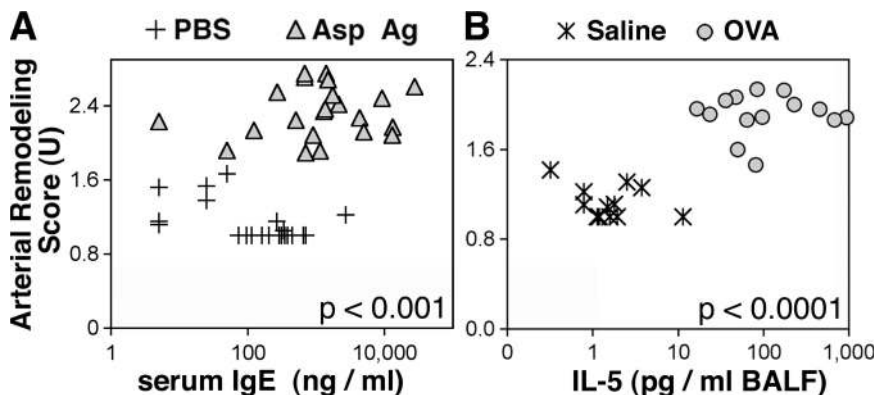 A
PBS Asp Ag
Arterial Remodeling
Score (U)
2.4
1.6
0.8
0
p < 0.001
1 100 10,000
serum IgE (ng / ml)
B
Saline OVA
2.4
1.6
0.8
0.0
p < 0.0001
0 1 10 100 1,000
IL-5 (pg / ml BALF)